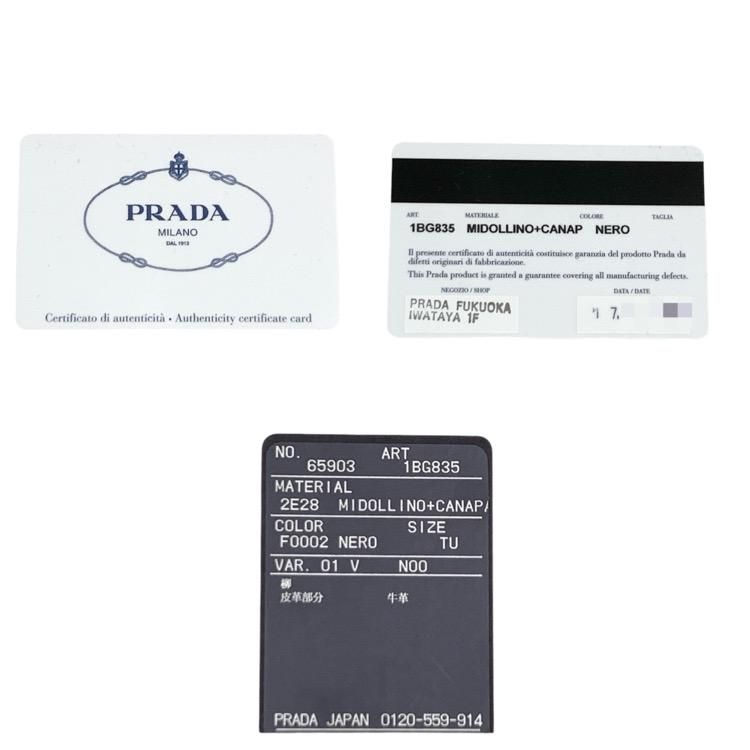 PRADA
MILANO
DAL 1913
Certificato di autenticità • Authenticity certificate card
ART. MATERIALE COLORE TAGLIA
1BG835 MIDOLLINO+CANAP NERO
Il presente certificato di autenticità costituisce garanzia del prodotto Prada da
difetti originari di fabbricazione.
This Prada product is granted a guarantee covering all manufacturing defects.
NEGOZIO / SHOP DATA / DATE
PRADA FUKUOKA
IWATAYA 1F
7.
NO. ART
65903 1BG835
MATERIAL
2E28 MIDOLLINO+CANAPA
COLOR SIZE
F0002 NERO TU
VAR. 01 V N00
柳
皮革部分 牛革
PRADA JAPAN 0120-559-914